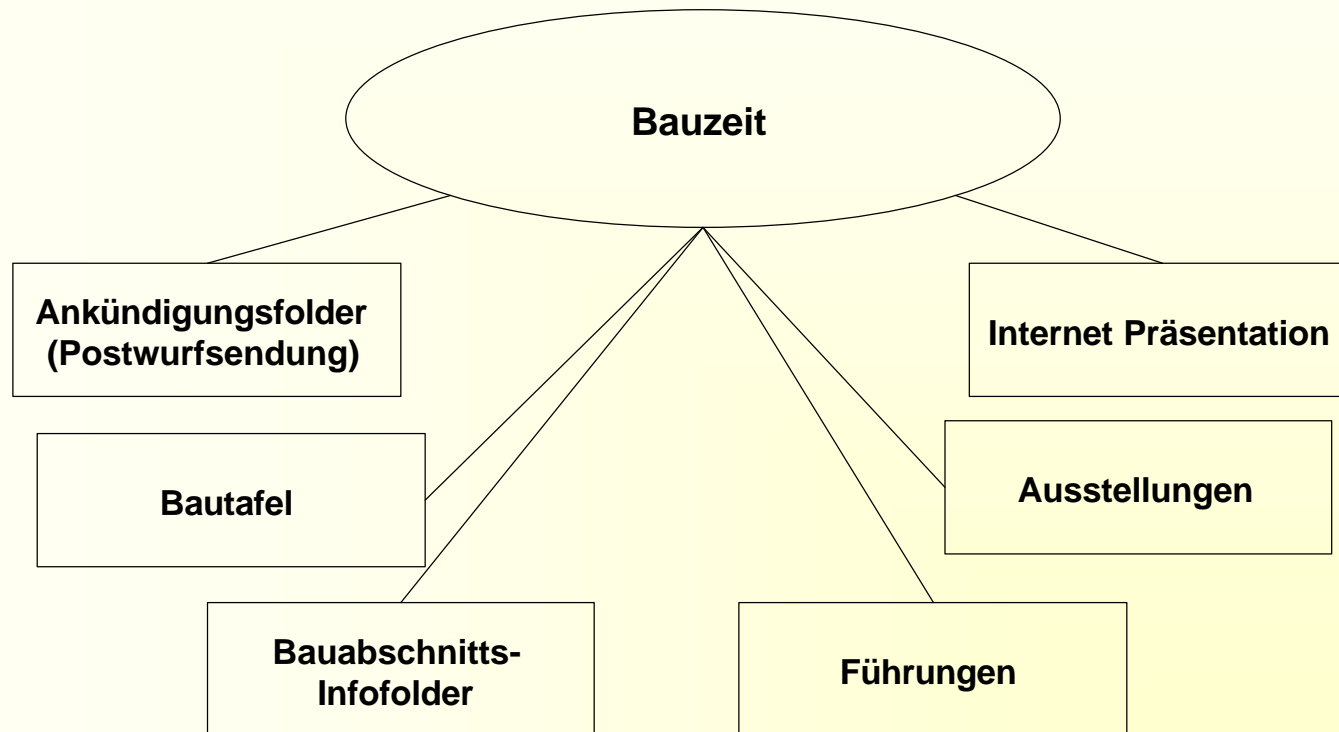 Bauzeit
Ankündigungsfolder
(Postwurfsendung)
Internet Präsentation
Bautafel
Ausstellungen
Bauabschnitts-
Infofolder
Führungen